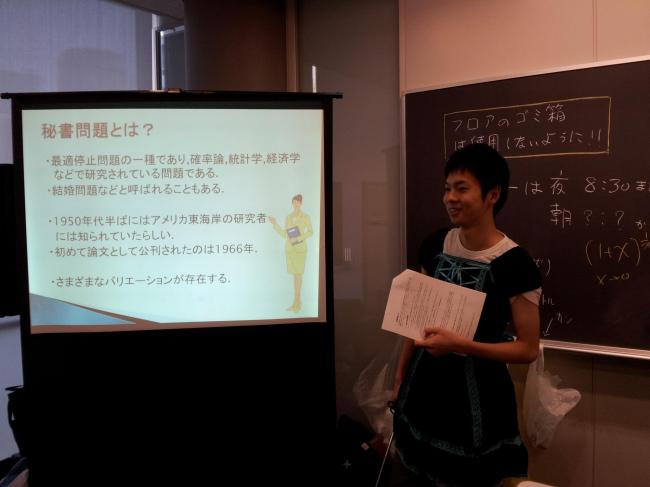 秘書問題とは？
・最適停止問題の一種であり,確率論,統計学,経済学
などで研究されている問題である.
・結婚問題などと呼ばれることもある.
・1950年代半ばにはアメリカ東海岸の研究者
には知られていたらしい.
・初めて論文として公刊されたのは1966年.
・さまざまなバリエーションが存在する.
フロアのゴミ箱
は使用しないように!!
ーは夜 8:30ま
朝 ?:?
か
(1+x)
x→0
カン